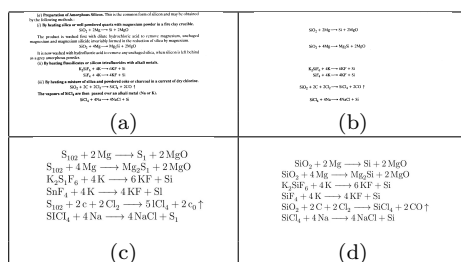 Preparation of Amorphous Silicon. This is the common form of silicon and may be obtained
by the following methods:
(i) By heating silica or well powdered quartz with magnesium powder in a fire clay crucible.
SiO₂ + 2Mg → Si + 2MgO
The product is washed first with dilute hydrochloric acid to remove magnesium, unchanged
magnesium and magnesium silicide invariably formed in the reduction of silica by magnesium.
SiO₂ + 4Mg → Mg₂Si + 2MgO
It is now washed with hydrofluoric acid to remove any unchanged silica, when silicon is left behind
as a grey amorphous powder.
(ii) By heating fluosilicates or silicon tetrafluorides with alkali metals.
K₂SiF₆ + 4K → 6KF + Si
SiF₄ + 4K → 4KF + Si
(iii) By heating a mixture of silica and powdered coke or charcoal in a current of dry chlorine.
SiO₂ + 2C + 2Cl₂ → SiCl₄ + 2CO ↑
The vapours of SiCl₄ are then passed over an alkali metal (Na or K).
SiCl₄ + 4Na → 4NaCl + Si
(a)
SiO₂ + 2Mg → Si + 2MgO
SiO₂ + 4Mg → Mg₂Si + 2MgO
K₂SiF₆ + 4K → 6KF + Si
SiF₄ + 4K → 4KF + Si
SiO₂ + 2C + 2Cl₂ → SiCl₄ + 2CO ↑
SiCl₄ + 4Na → 4NaCl + Si
(b)
S₁₀₂ + 2 Mg → S₁ + 2 MgO
S₁₀₂ + 4 Mg → Mg₂S₁ + 2 MgO
K₂S₁F₆ + 4 K → 6 KF + Si
SnF₄ + 4 K → 4 KF + Sl
S₁₀₂ + 2 c + 2 Cl₂ → 5 lCl₄ + 2 c₀ ↑
SICl₄ + 4 Na → 4 NaCl + S₁
(c)
SiO₂ + 2 Mg → Si + 2 MgO
SiO₂ + 4 Mg → Mg₂Si + 2 MgO
K₂SiF₆ + 4 K → 6 KF + Si
SiF₄ + 4 K → 4 KF + Si
SiO₂ + 2 C + 2 Cl₂ → SiCl₄ + 2 CO ↑
SiCl₄ + 4 Na → 4 NaCl + Si
(d)